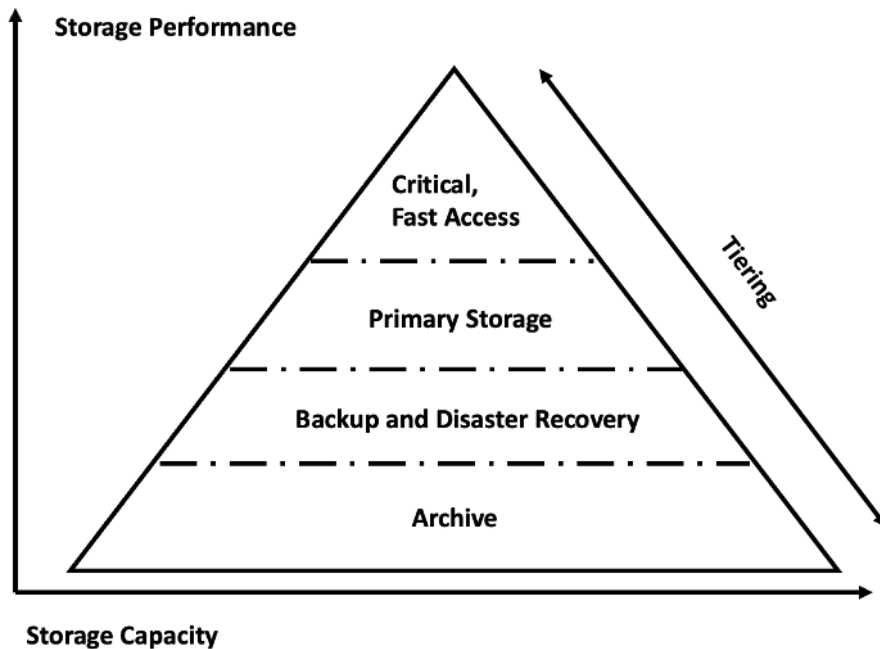 Storage Performance
Critical,
Fast Access
Tiering
Primary Storage
Backup and Disaster Recovery
Archive
Storage Capacity